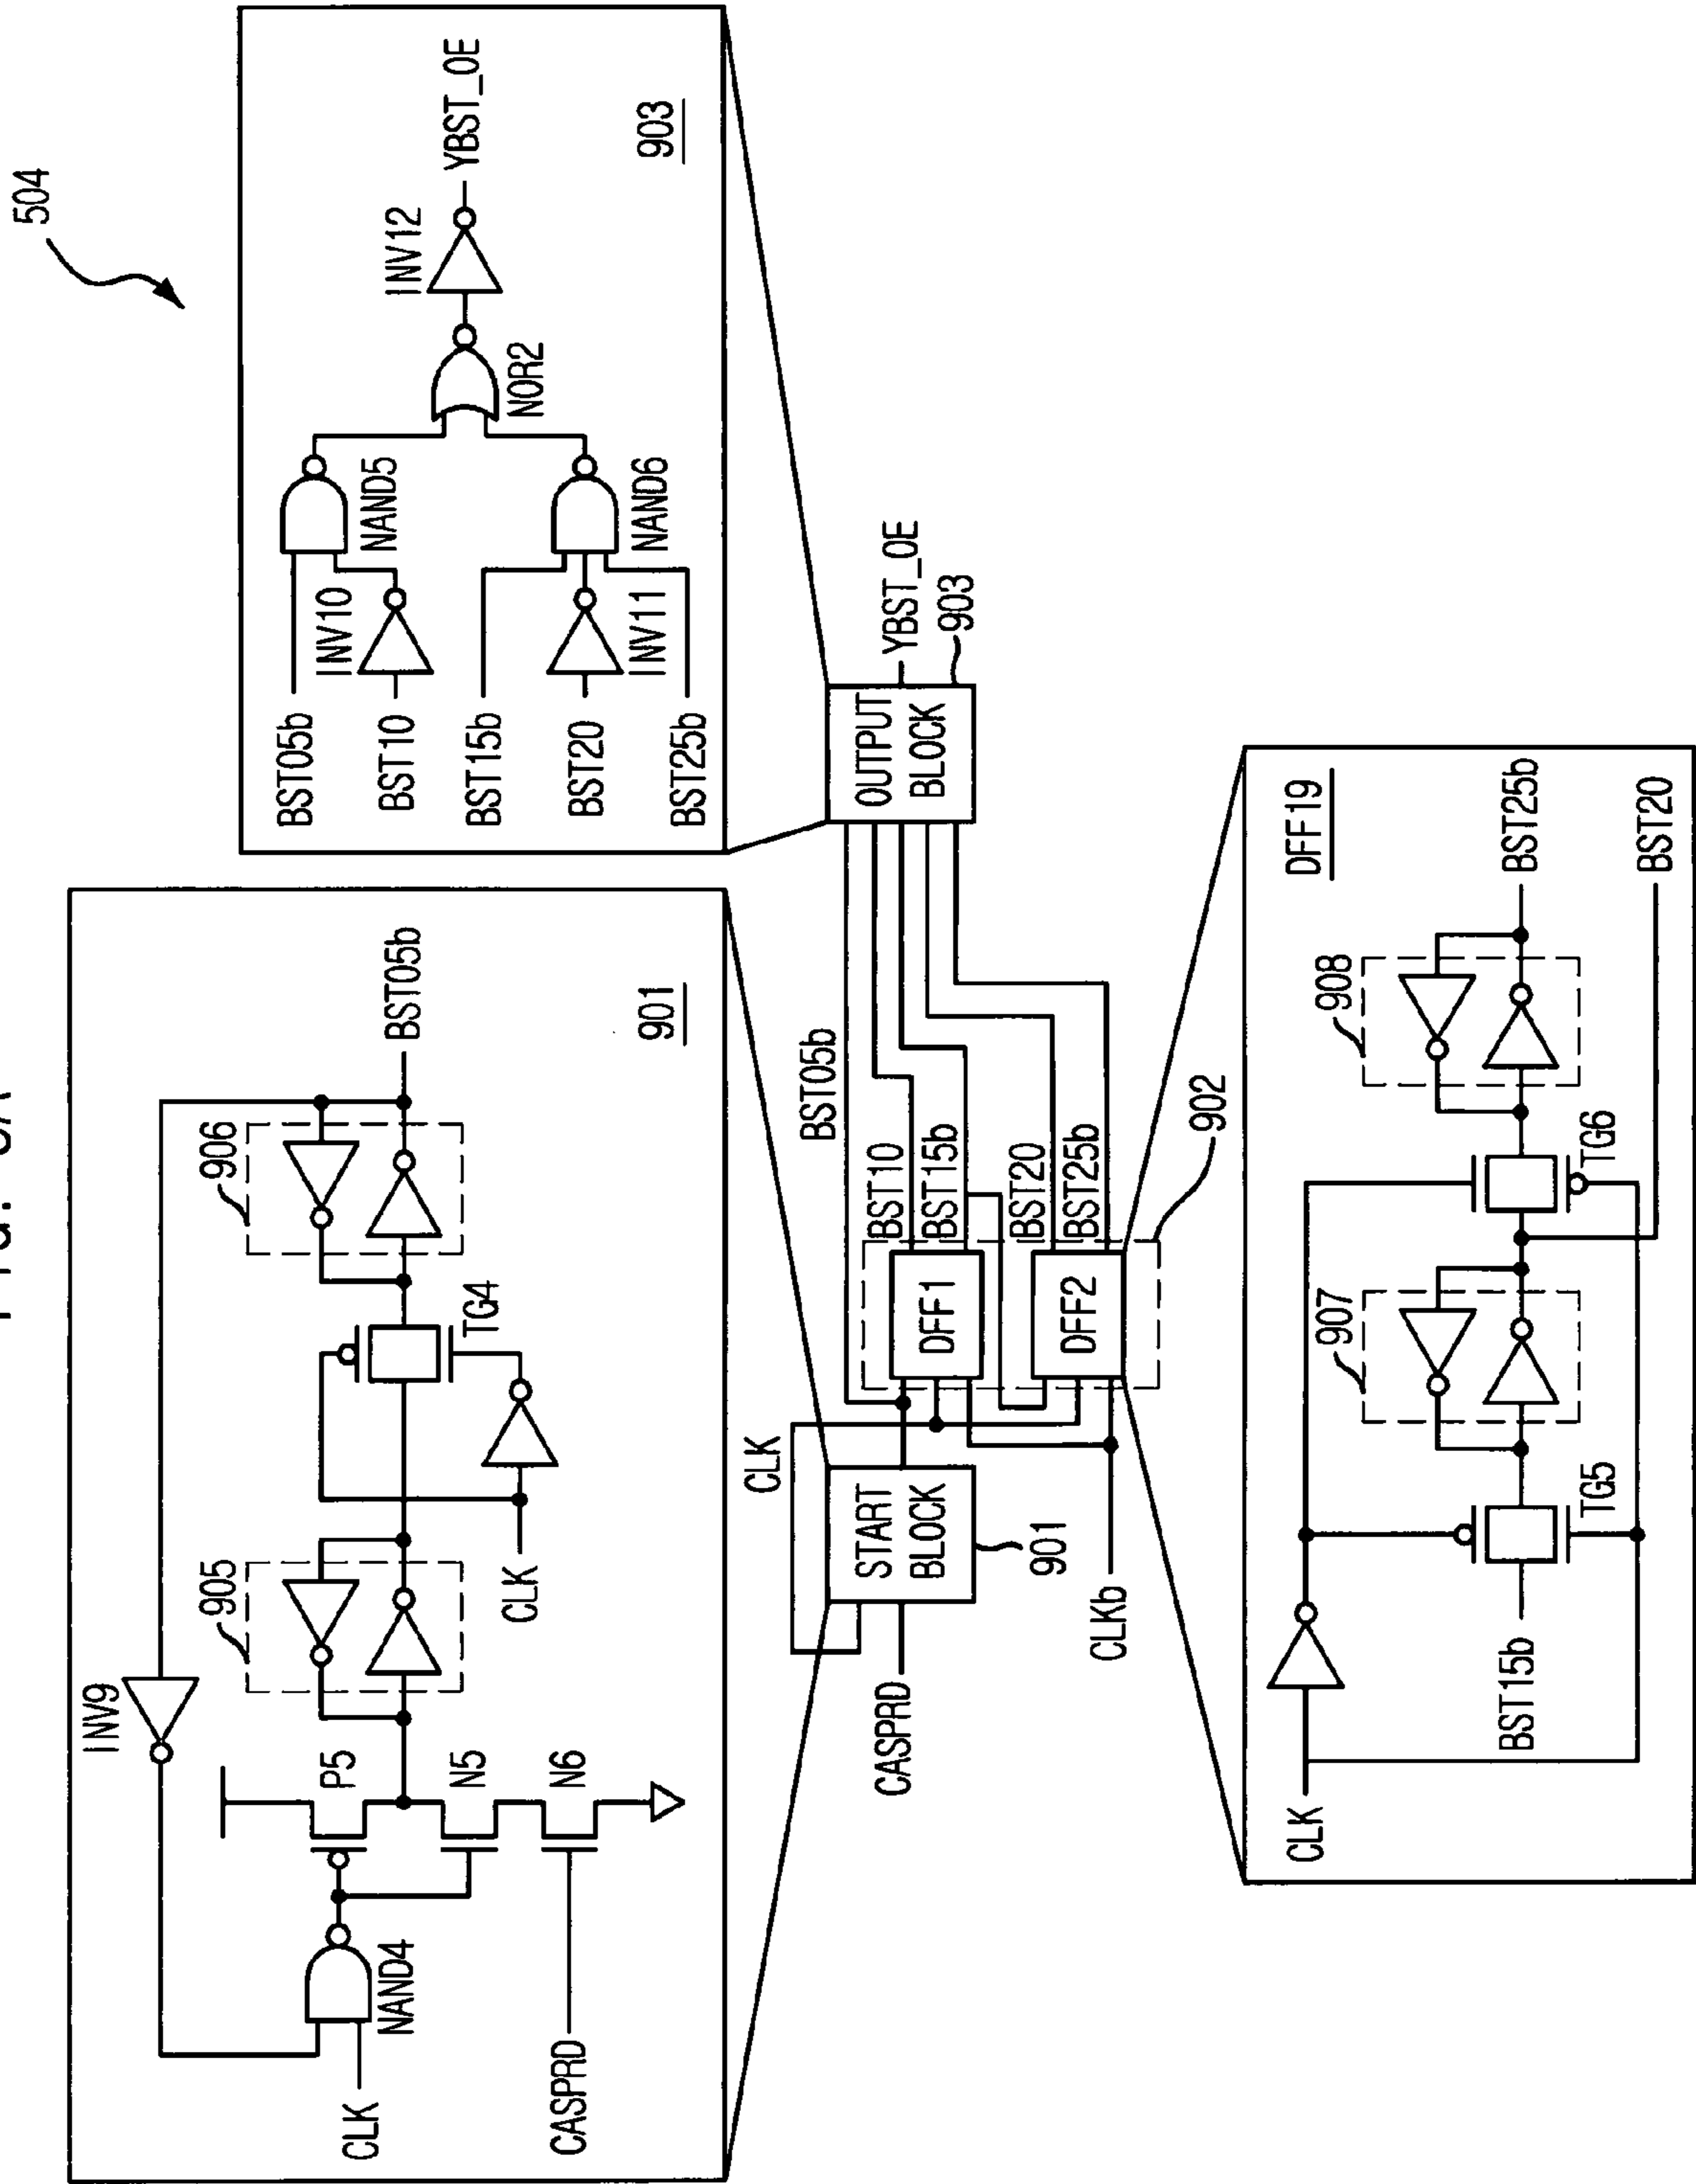 504
901
INV9
905
906
P5
N5
N6
NAND4
CLK
CASPRD
CLK
TG4
BST05b
903
BST05b
INV10
BST10
NAND5
BST15b
BST20
INV11
BST25b
NAND6
NOR2
INV12
YBST_OE
CLK
CASPRD
START
BLOCK
901
CLKb
BST05b
BST10
BST15b
BST20
BST25b
DFF1
DFF2
902
OUTPUT
BLOCK
YBST_OE
903
DFF19
CLK
BST15b
TG5
907
TG6
908
BST25b
BST20